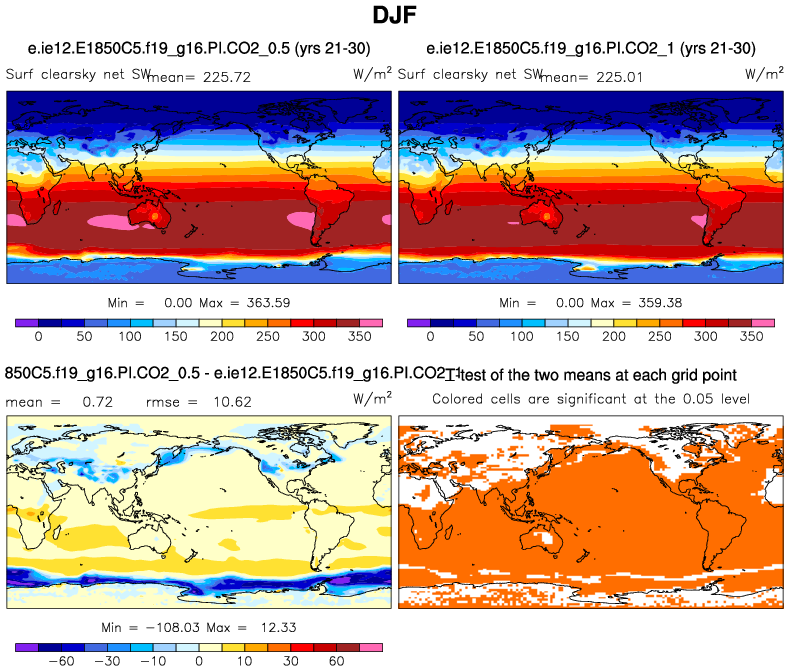 DJF
e.ie12.E1850C5.f19_g16.PI.CO2_0.5 (yrs 21-30)
e.ie12.E1850C5.f19_g16.PI.CO2_1 (yrs 21-30)
Surf clearsky net SW mean= 225.72 W/m²
Surf clearsky net SW mean= 225.01 W/m²
Min = 0.00 Max = 363.59
Min = 0.00 Max = 359.38
0 50 100 150 200 250 300 350
0 50 100 150 200 250 300 350
850C5.f19_g16.PI.CO2_0.5 - e.ie12.E1850C5.f19_g16.PI.CO2_1
T-test of the two means at each grid point
mean = 0.72 rmse = 10.62 W/m²
Colored cells are significant at the 0.05 level
Min = -108.03 Max = 12.33
-60 -30 -10 0 10 30 60